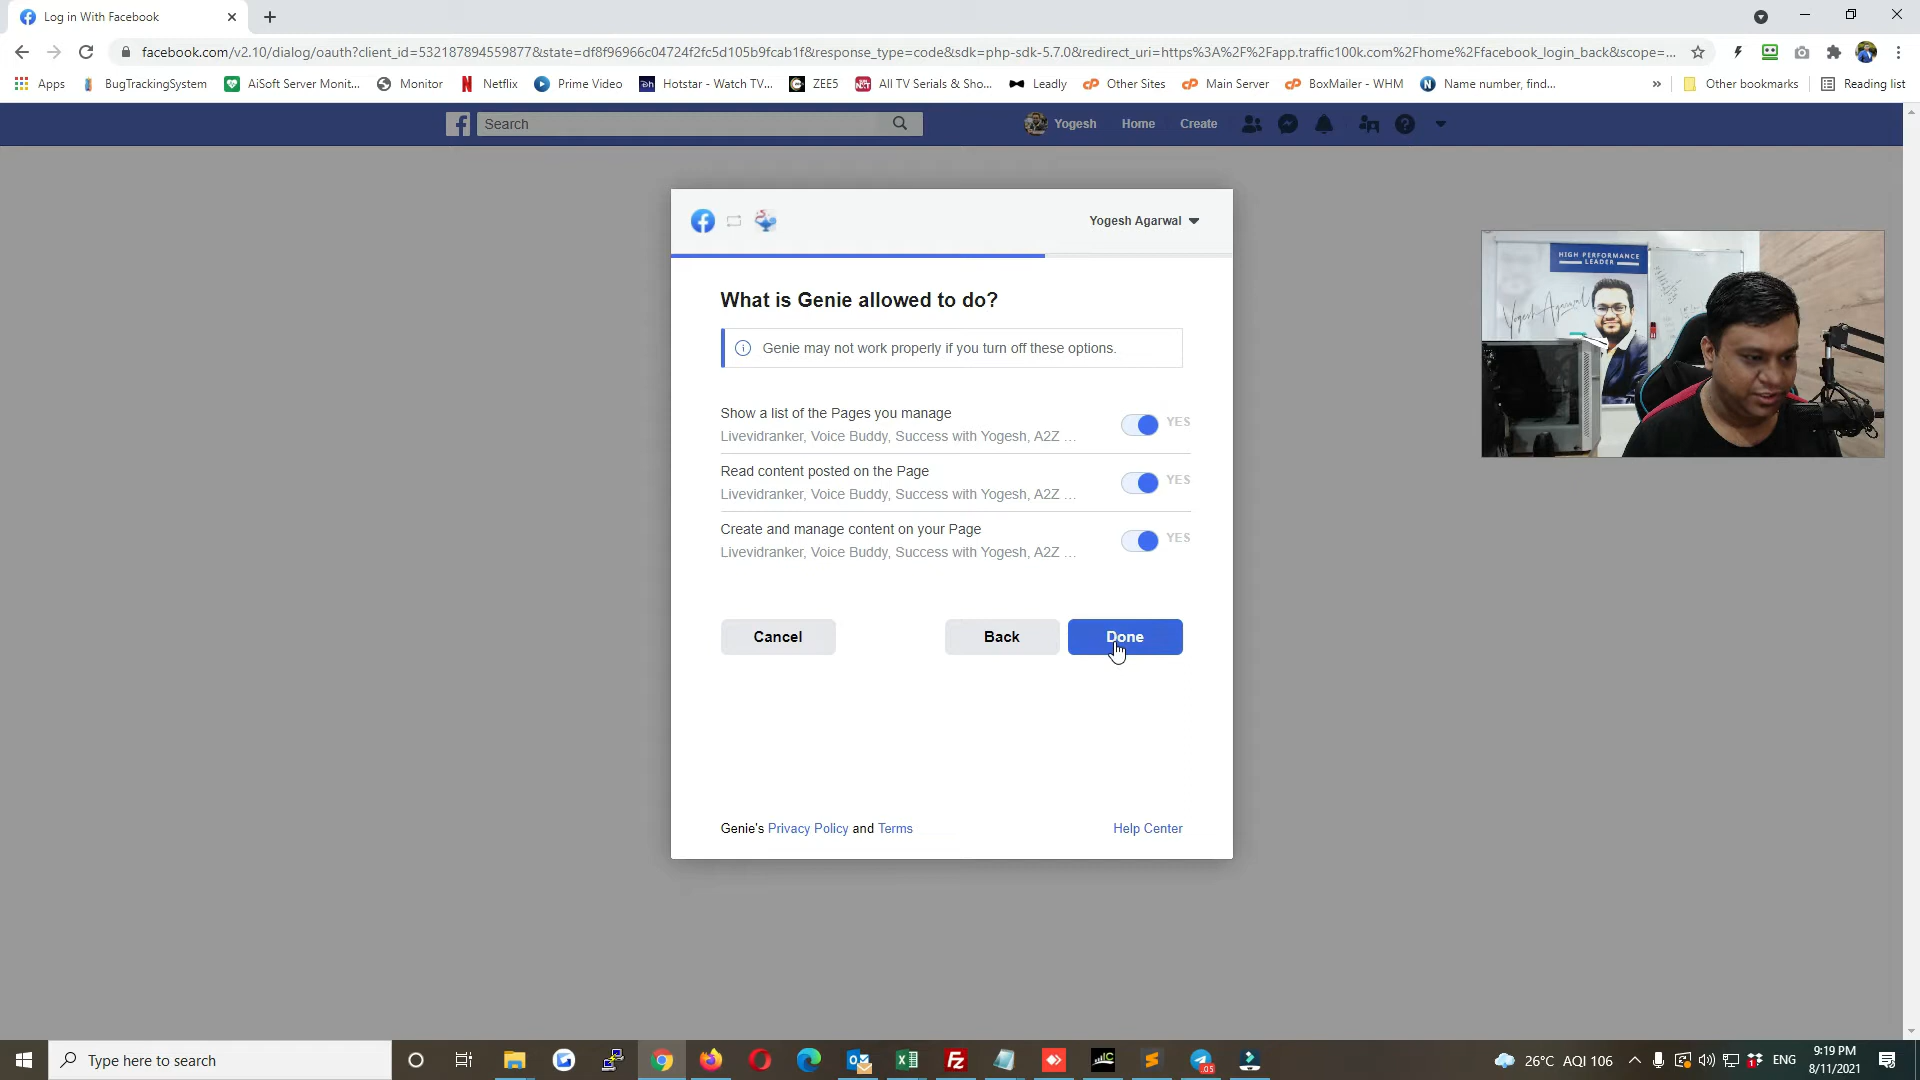 Log in With Facebook
facebook.com/v2.10/dialog/oauth?client_id=532187894559877&state=df8f96966c04724f2fc5d105b9fcab1f&response_type=code&sdk=php-sdk-5.7.0&redirect_uri=https%3A%2F%2Fapp.traffic100k.com%2Fhome%2Ffacebook_login_back&scope=...
Apps BugTrackingSystem AiSoft Server Monit... Monitor Netflix Prime Video Hotstar - Watch TV... ZEE5 All TV Serials & Sho... Leadly Other Sites Main Server BoxMailer - WHM Name number, find... » Other bookmarks Reading list
Search Yogesh Home Create
Yogesh Agarwal
HIGH PERFORMANCE
LEADER
Yogesh Agarwal
What is Genie allowed to do?
Genie may not work properly if you turn off these options.
Show a list of the Pages you manage
Livevidranker, Voice Buddy, Success with Yogesh, A2Z ...
YES
Read content posted on the Page
Livevidranker, Voice Buddy, Success with Yogesh, A2Z ...
YES
Create and manage content on your Page
Livevidranker, Voice Buddy, Success with Yogesh, A2Z ...
YES
Cancel Back Done
Genie's Privacy Policy and Terms Help Center
Type here to search
26°C AQI 106 ENG
9:19 PM
8/11/2021